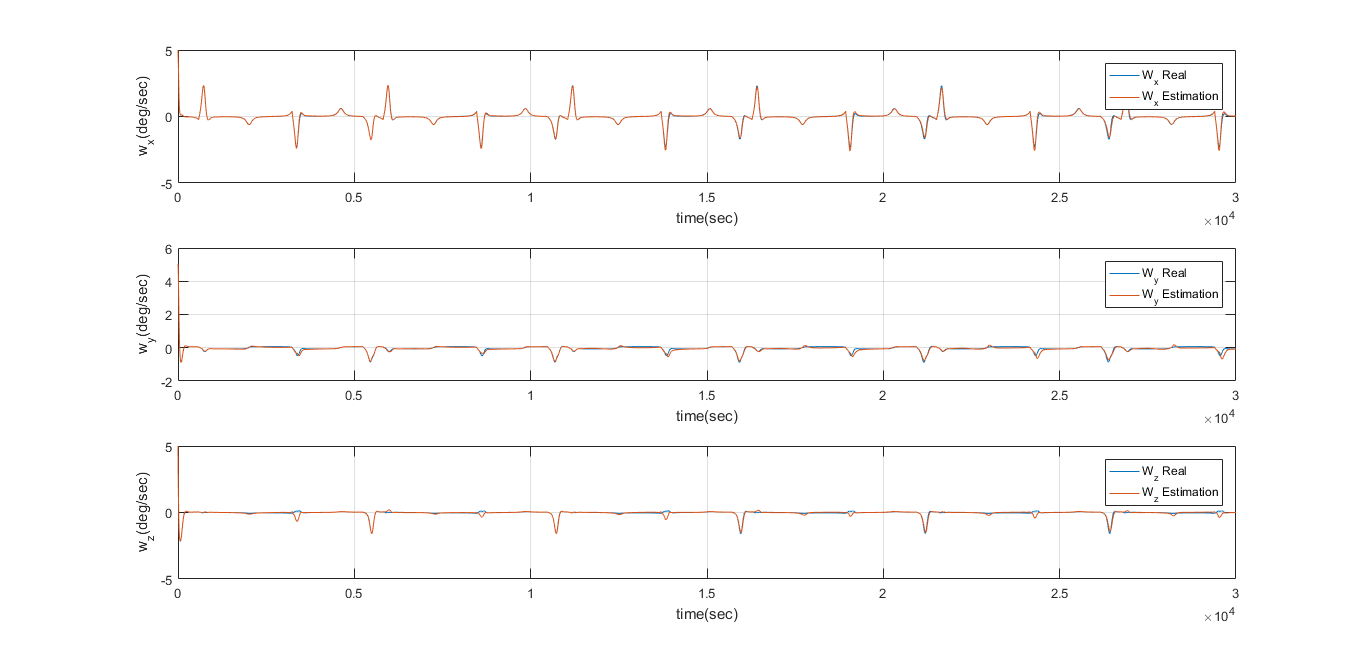 5
0
-5
w_x(deg/sec)
W_x Real
W_x Estimation
0 0.5 1 1.5 2 2.5 3
time(sec)
×10^4
6
4
2
0
-2
w_y(deg/sec)
W_y Real
W_y Estimation
0 0.5 1 1.5 2 2.5 3
time(sec)
×10^4
5
0
-5
w_z(deg/sec)
W_z Real
W_z Estimation
0 0.5 1 1.5 2 2.5 3
time(sec)
×10^4